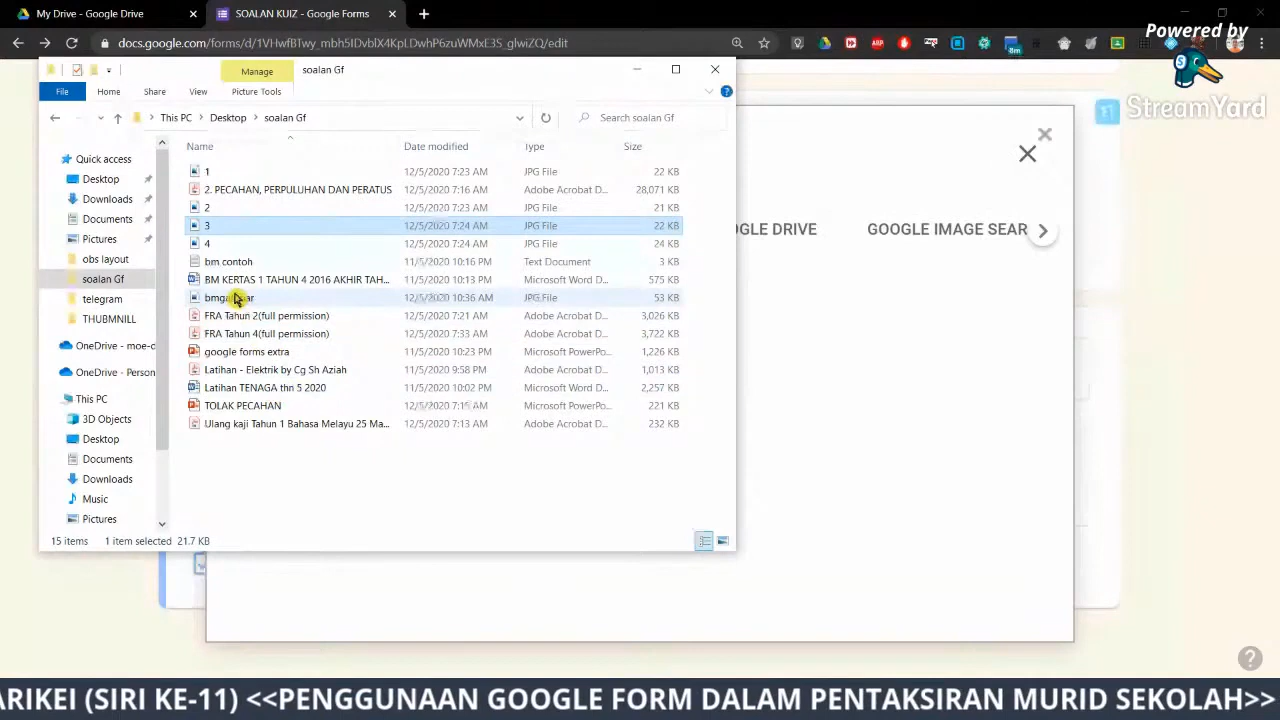 My Drive - Google Drive
SOALAN KUIZ - Google Forms
Powered by
docs.google.com/forms/d/1VHwfBTwy_mbh5IDvblX4KpLDwhP6zuWMxE3S_glwiZQ/edit
StreamYard
Manage
soalan Gf
File
Home
Share
View
Picture Tools
This PC
Desktop
soalan Gf
Search soalan Gf
Name
Date modified
Type
Size
Quick access
Desktop
Downloads
Documents
Pictures
obs layout
soalan Gf
telegram
THUBMNILL
OneDrive - moe-d
OneDrive - Person
This PC
3D Objects
Desktop
Documents
Downloads
Music
Pictures
1 12/5/2020 7:23 AM JPG File 22 KB
2. PECAHAN, PERPULUHAN DAN PERATUS 12/5/2020 7:16 AM Adobe Acrobat D... 28,071 KB
2 12/5/2020 7:23 AM JPG File 21 KB
3 12/5/2020 7:24 AM JPG File 22 KB
4 12/5/2020 7:24 AM JPG File 24 KB
bm contoh 11/5/2020 10:16 PM Text Document 3 KB
BM KERTAS 1 TAHUN 4 2016 AKHIR TAH... 11/5/2020 10:13 PM Microsoft Word D... 575 KB
12/5/2020 10:36 AM JPG File 53 KB
FRA Tahun 2(full permission) 12/5/2020 7:21 AM Adobe Acrobat D... 3,026 KB
FRA Tahun 4(full permission) 12/5/2020 7:33 AM Adobe Acrobat D... 3,722 KB
google forms extra 11/5/2020 10:23 PM Microsoft PowerPo... 1,226 KB
Latihan - Elektrik by Cg Sh Aziah 11/5/2020 9:58 PM Adobe Acrobat D... 1,013 KB
Latihan TENAGA thn 5 2020 11/5/2020 10:02 PM Microsoft Word D... 2,257 KB
TOLAK PECAHAN 12/5/2020 AM Microsoft PowerPo... 221 KB
Ulang kaji Tahun 1 Bahasa Melayu 25 Ma... 12/5/2020 7:13 AM Adobe Acrobat D... 232 KB
15 items
1 item selected 21.7 KB
OGLE DRIVE
GOOGLE IMAGE SEAR
ARIKEI (SIRI KE-11) <<PENGGUNAAN GOOGLE FORM DALAM PENTAKSIRAN MURID SEKOLAH>>